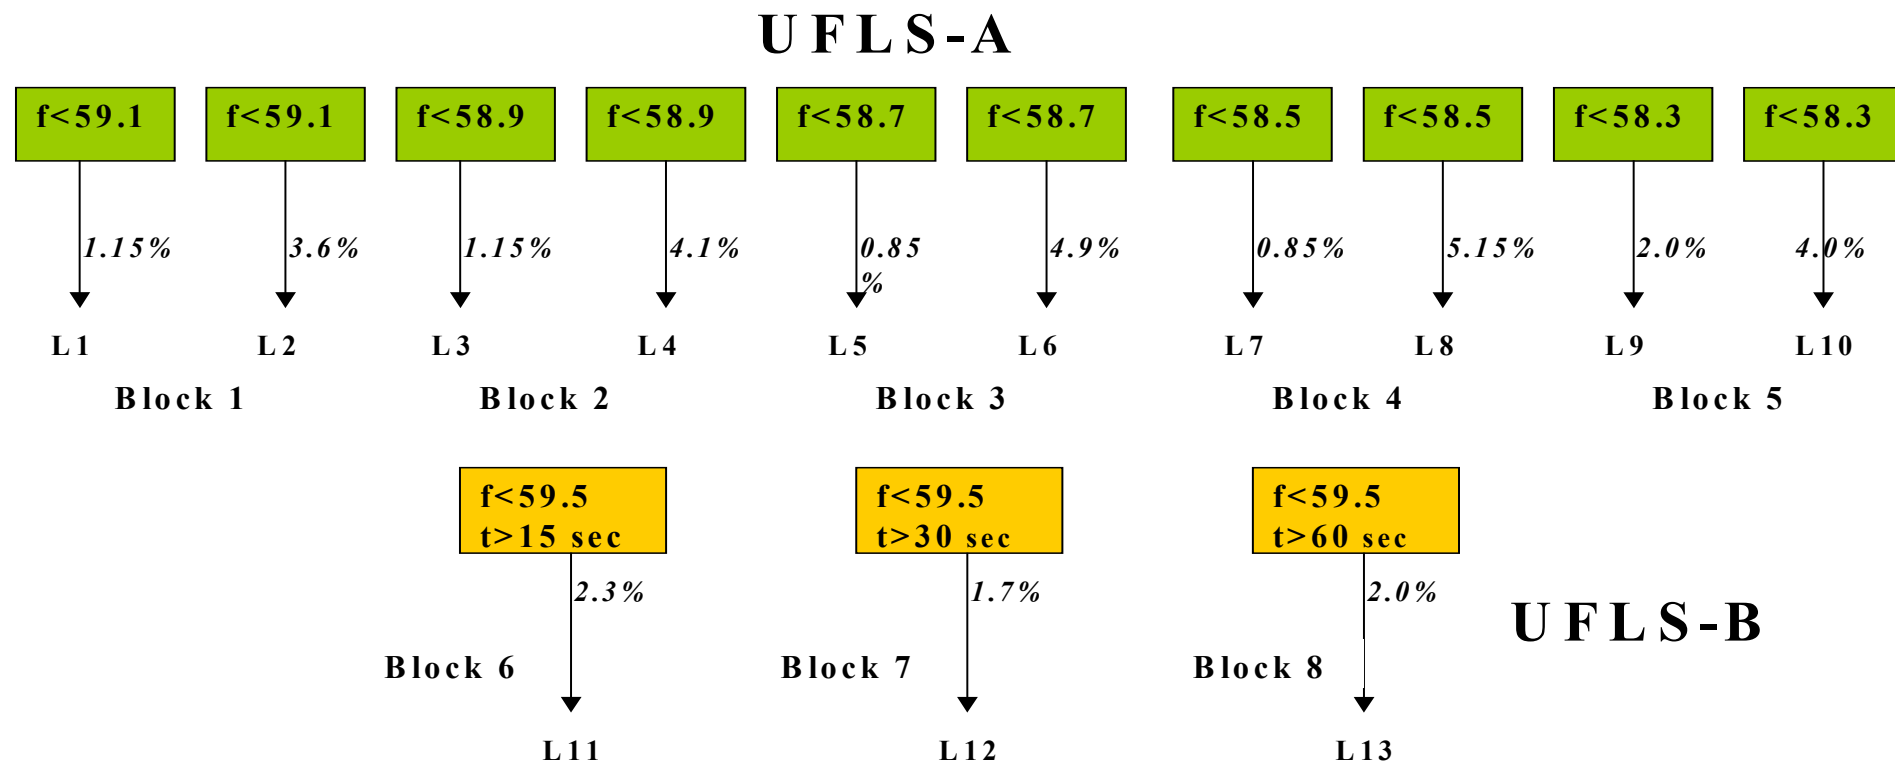 UFLS-A
f<59.1 f<59.1 f<58.9 f<58.9 f<58.7 f<58.7 f<58.5 f<58.5 f<58.3 f<58.3
1.15% 3.6% 1.15% 4.1% 0.85 4.9% 0.85% 5.15% 2.0% 4.0%
%
L1 L2 L3 L4 L5 L6 L7 L8 L9 L10
Block 1 Block 2 Block 3 Block 4 Block 5
f<59.5 f<59.5 f<59.5
t>15 sec t>30 sec t>60 sec
2.3% 1.7% 2.0%
UFLS-B
Block 6 Block 7 Block 8
L11 L12 L13